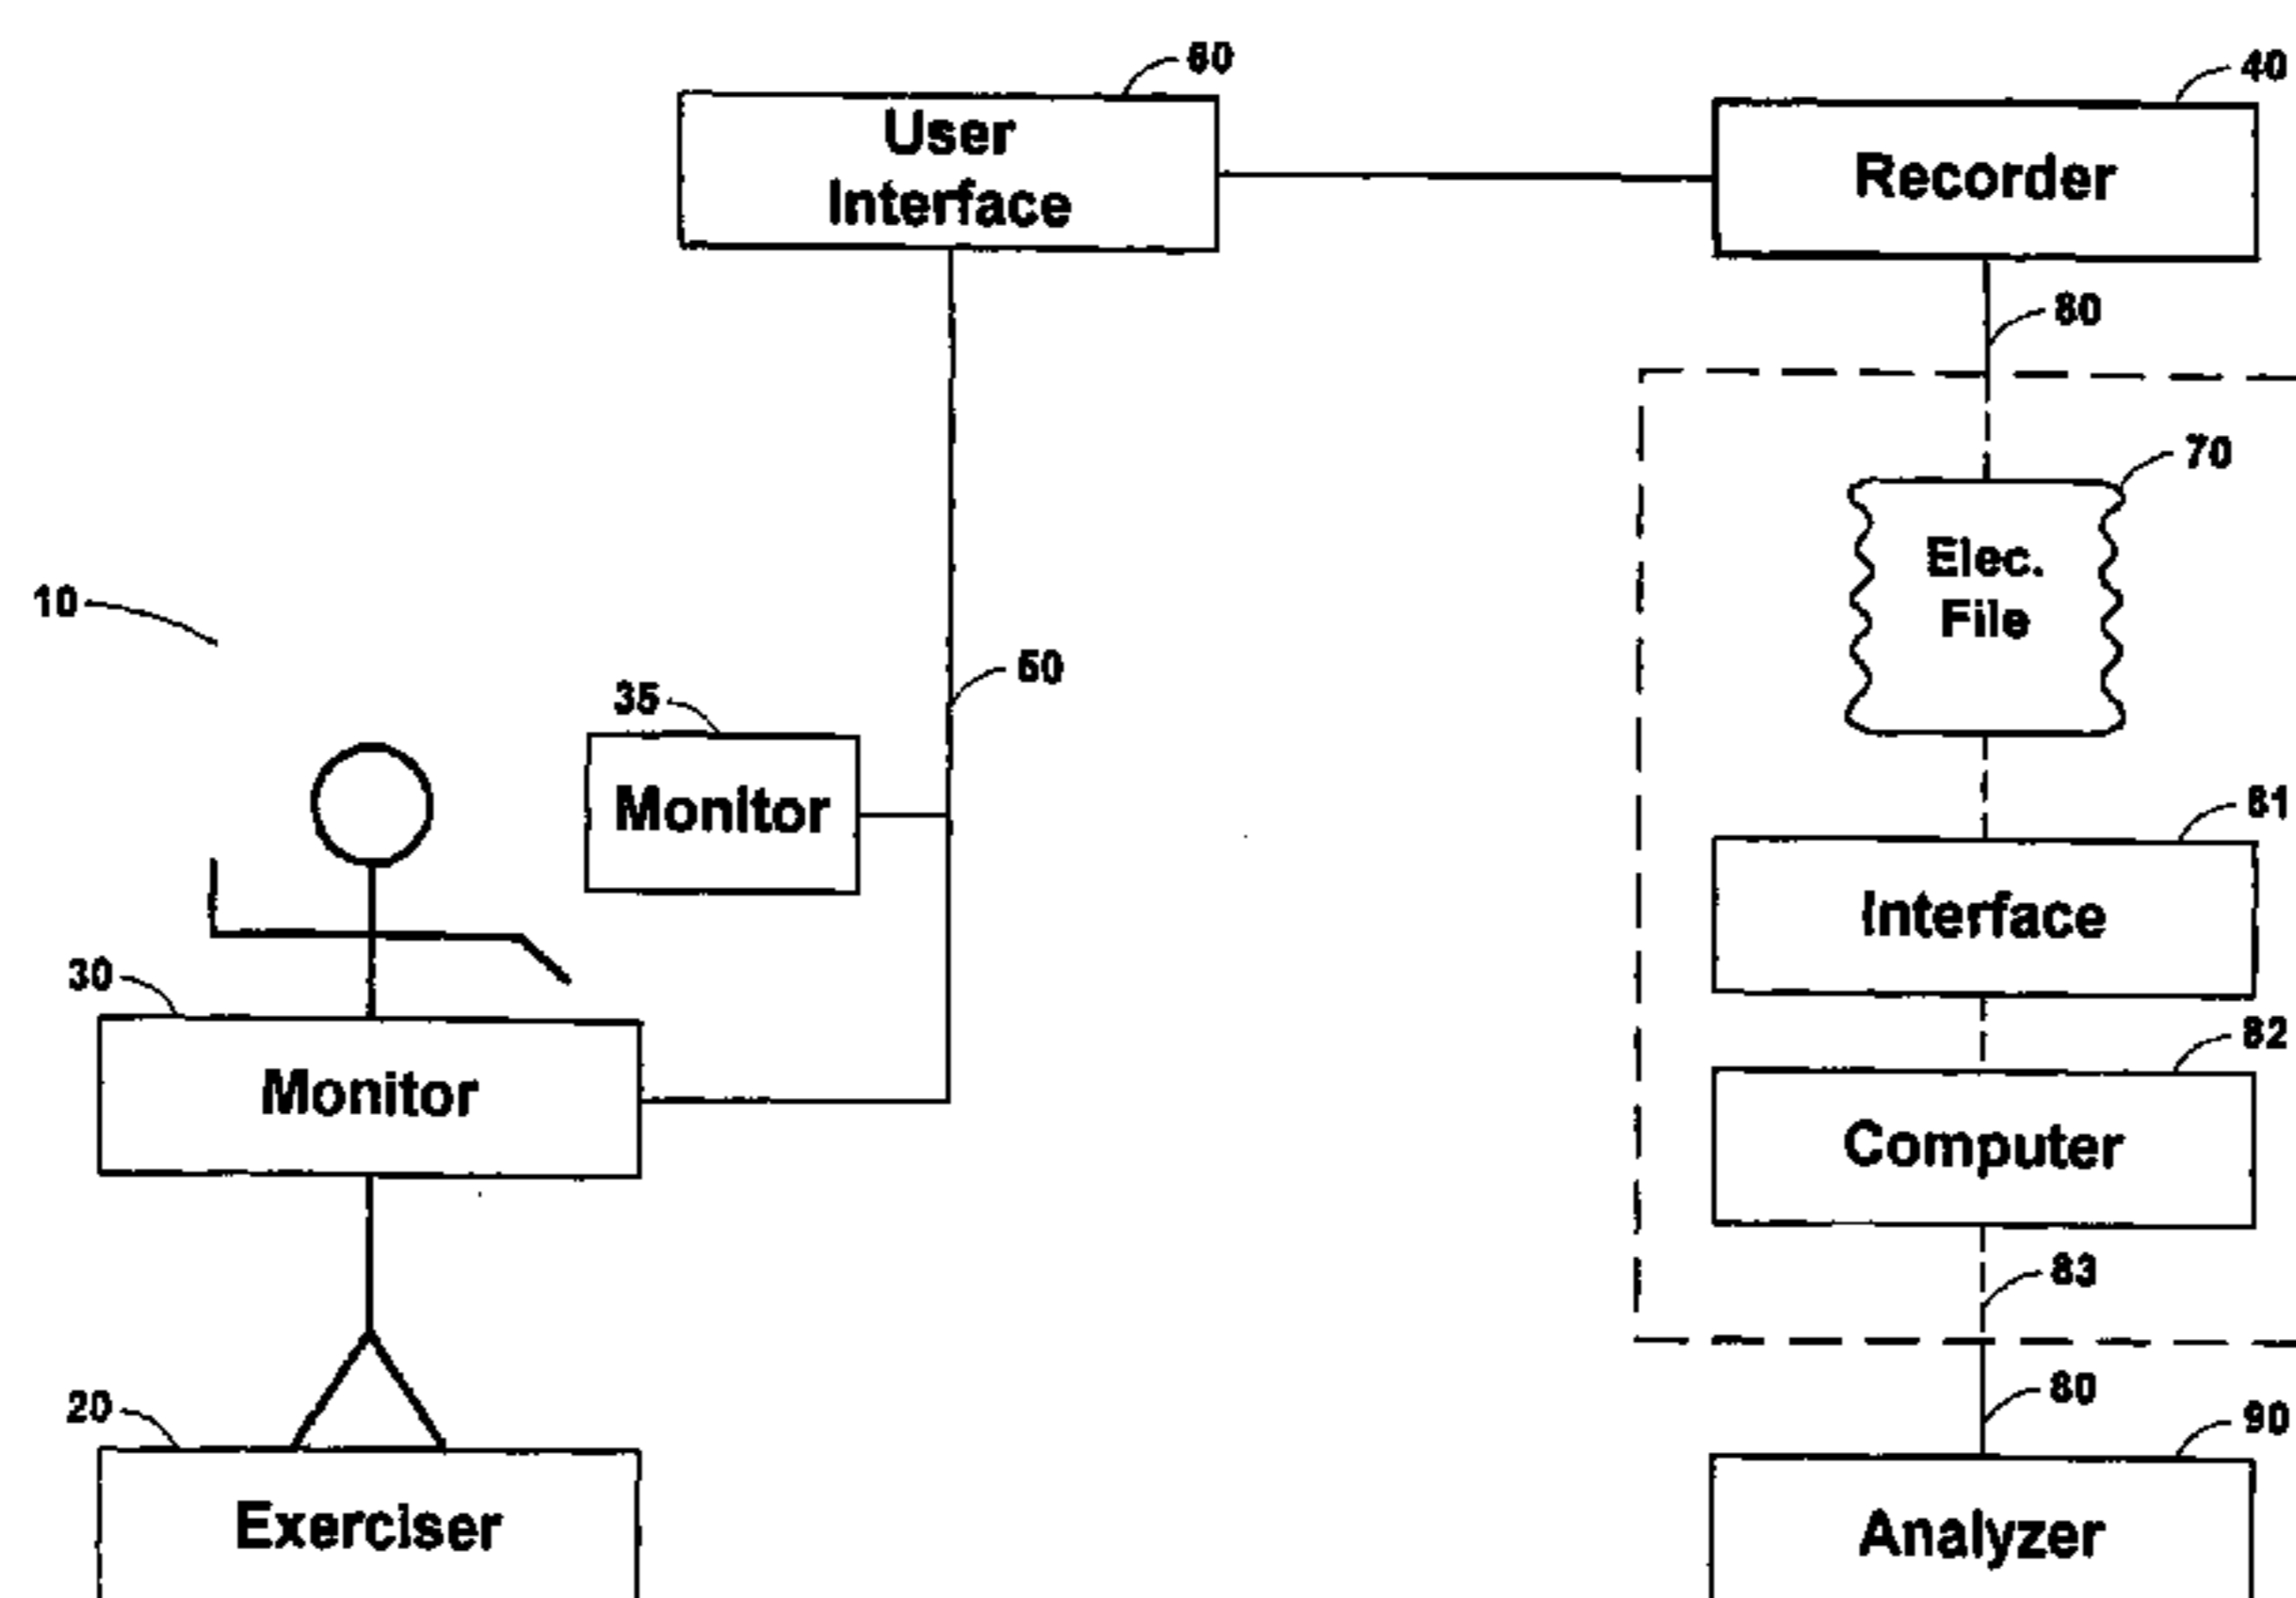 60
40
User
Interface
Recorder
80
70
Elec.
File
10
50
35
Monitor
81
Interface
30
82
Monitor
Computer
83
80
20
90
Exerciser
Analyzer